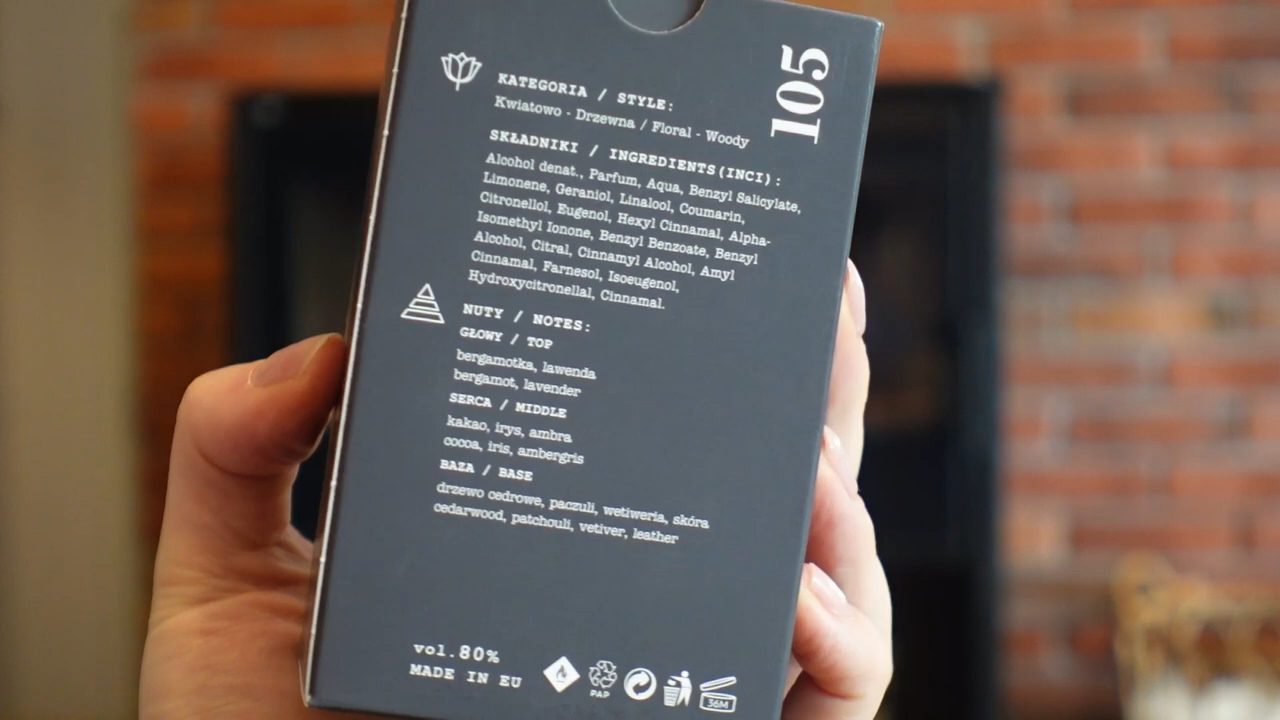 105
KATEGORIA / STYLE:
Kwiatowo - Drzewna / Floral - Woody
SKŁADNIKI / INGREDIENTS(INCI):
Alcohol denat., Parfum, Aqua, Benzyl Salicylate,
Limonene, Geraniol, Linalool, Coumarin,
Citronellol, Eugenol, Hexyl Cinnamal, Alpha-
Isomethyl Ionone, Benzyl Benzoate, Benzyl
Alcohol, Citral, Cinnamyl Alcohol, Amyl
Cinnamal, Farnesol, Isoeugenol,
Hydroxycitronellal, Cinnamal.
NUTY / NOTES:
GŁOWY / TOP
bergamotka, lawenda
bergamot, lavender
SERCA / MIDDLE
kakao, irys, ambra
cocoa, iris, ambergris
BAZA / BASE
drzewo cedrowe, paczuli, wetiweria, skóra
cedarwood, patchouli, vetiver, leather
vol.80%
MADE IN EU
PAP
36M